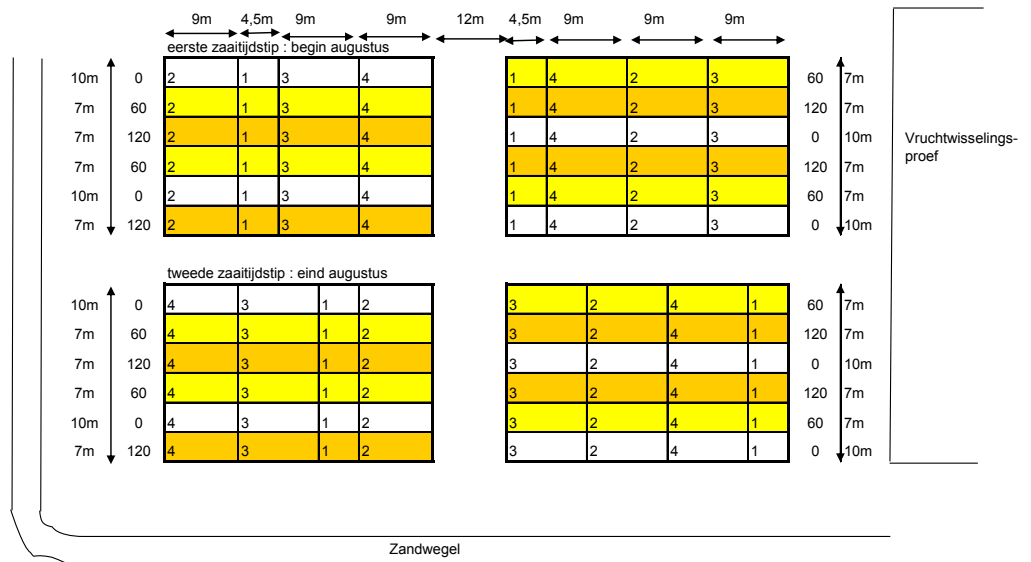 9m 4,5m 9m 9m 12m 4,5m 9m 9m 9m
eerste zaaitijdstip : begin augustus
10m 0 2 1 3 4 1 4 2 3 60 7m
7m 60 2 1 3 4 1 4 2 3 120 7m
7m 120 2 1 3 4 1 4 2 3 0 10m
7m 60 2 1 3 4 1 4 2 3 120 7m
10m 0 2 1 3 4 1 4 2 3 60 7m
7m 120 2 1 3 4 1 4 2 3 0 10m
Vruchtwisselings-
proef
tweede zaaitijdstip : eind augustus
10m 0 4 3 1 2 3 2 4 1 60 7m
7m 60 4 3 1 2 3 2 4 1 120 7m
7m 120 4 3 1 2 3 2 4 1 0 10m
7m 60 4 3 1 2 3 2 4 1 120 7m
10m 0 4 3 1 2 3 2 4 1 60 7m
7m 120 4 3 1 2 3 2 4 1 0 10m
Zandwegel